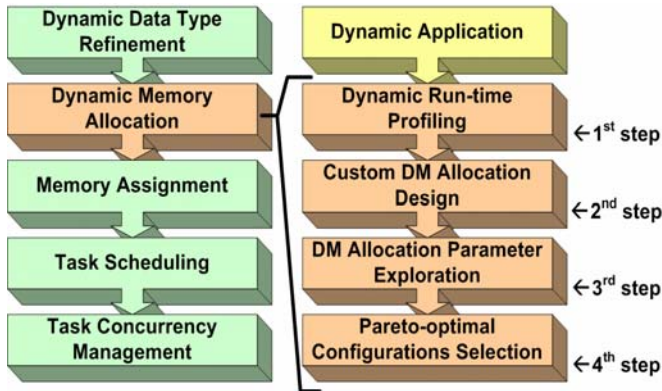 Dynamic Data Type
Refinement
Dynamic Memory
Allocation
Memory Assignment
Task Scheduling
Task Concurrency
Management
Dynamic Application
Dynamic Run-time
Profiling
←1st step
Custom DM Allocation
Design
←2nd step
DM Allocation Parameter
Exploration
←3rd step
Pareto-optimal
Configurations Selection
←4th step